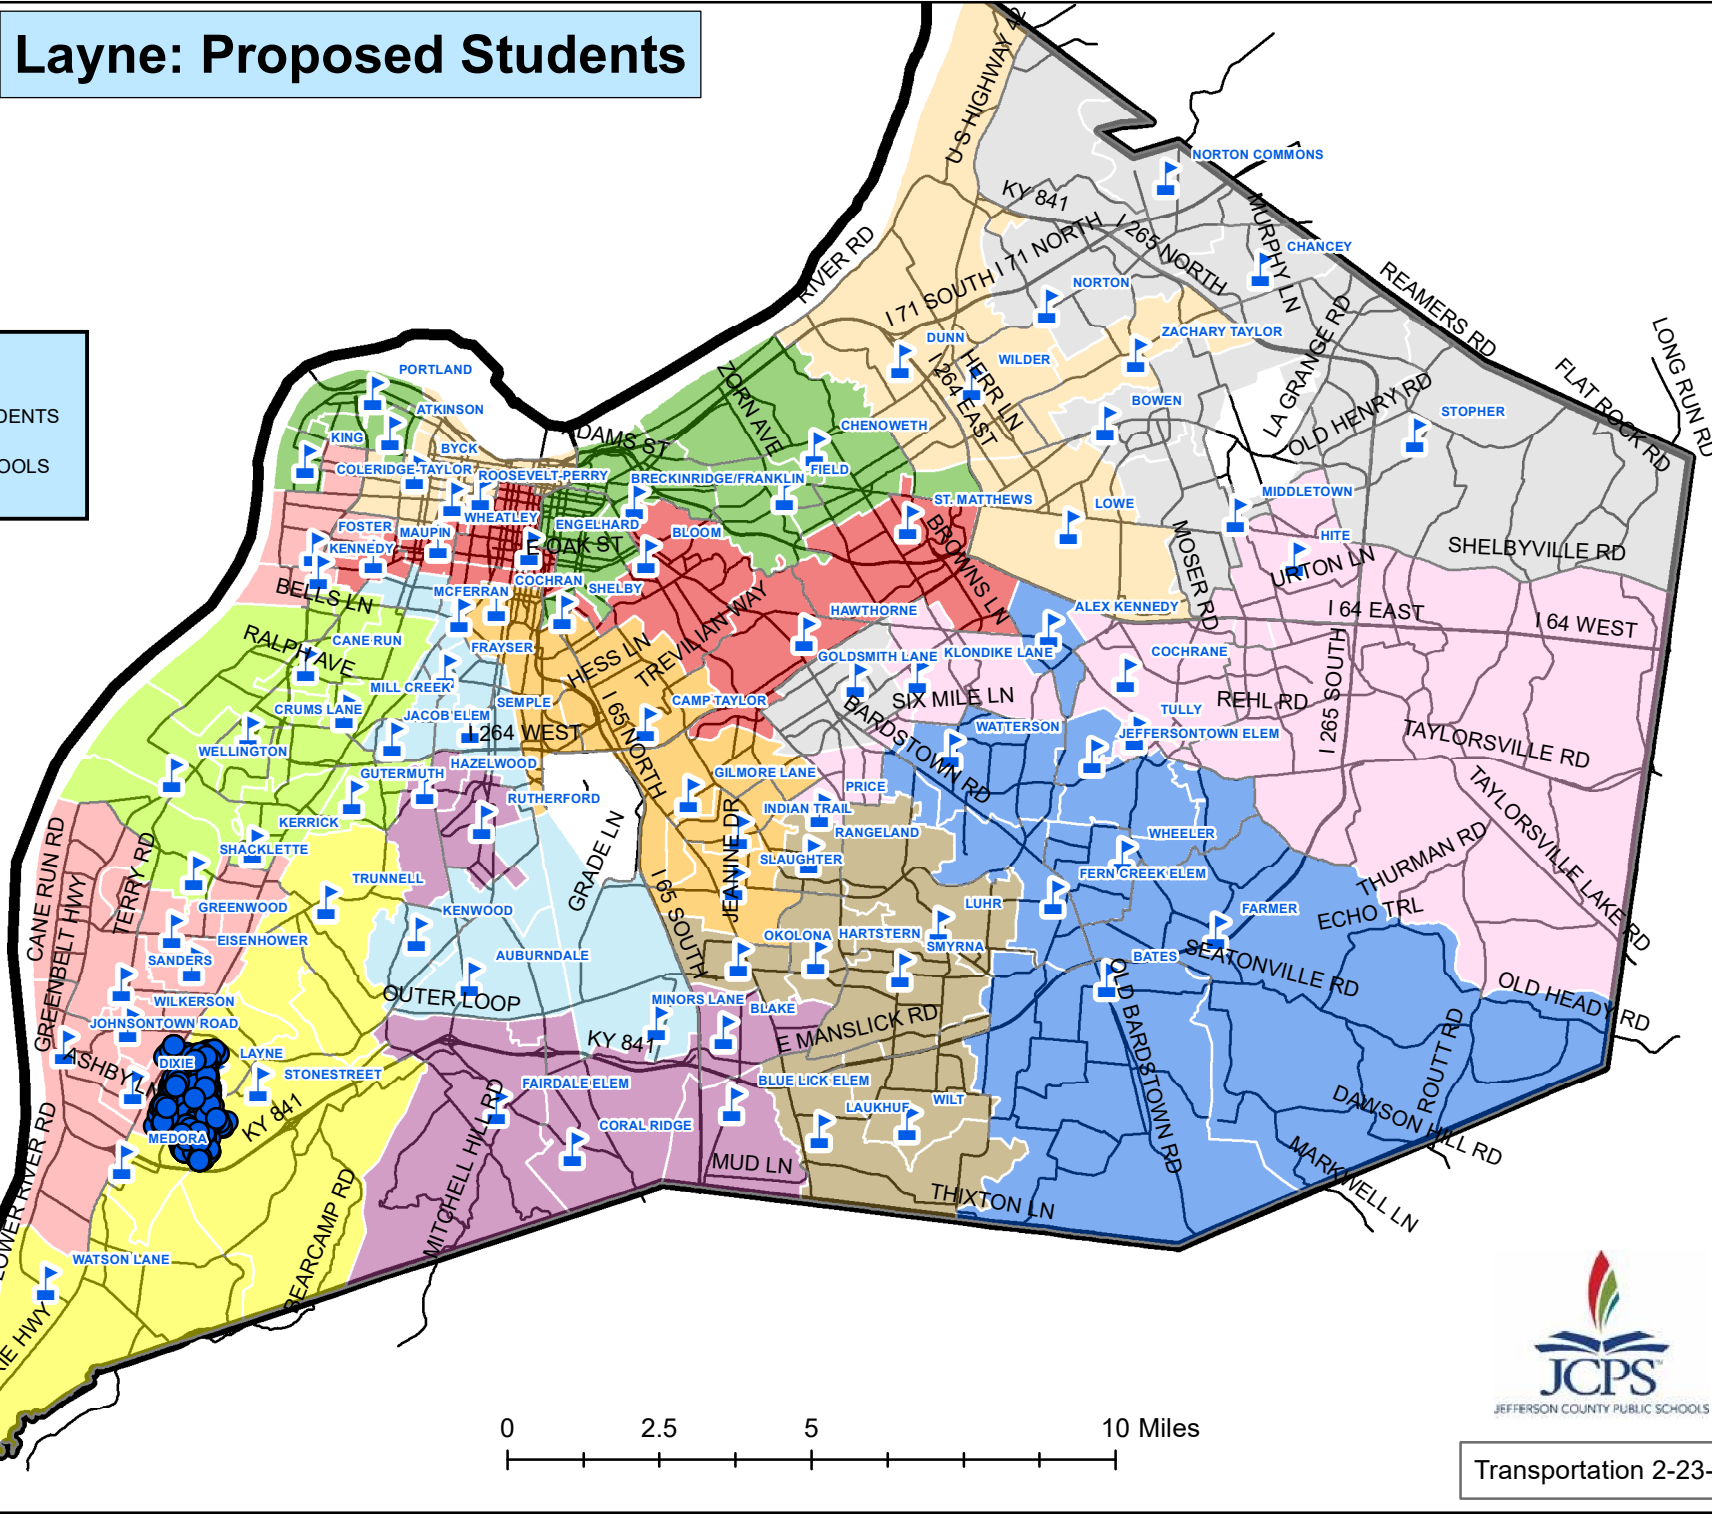 Layne: Proposed Students
DENTS
OOLS
U S HIGHWAY 42
NORTON COMMONS
KY 841
I 265 NORTH
MURPHY LN
CHANCEY
I 71 NORTH
RIVER RD
I 71 SOUTH
NORTON
REAMERS RD
LA GRANGE RD
ZACHARY TAYLOR
DUNN
WILDER
HERR LN
I 264 EAST
LONG RUN RD
FLAT ROCK RD
PORTLAND
ZORN AVE
BOWEN
OLD HENRY RD
STOPHER
ATKINSON
KING
BYCK
DAMS ST
CHENOWETH
COLERIDGE-TAYLOR
ROOSEVELT-PERRY
BRECKINRIDGE/FRANKLIN
FIELD
ST. MATTHEWS
LOWE
MIDDLETOWN
FOSTER
MAUPIN
WHEATLEY
ENGELHARD
BLOOM
BROWNS LN
MOSER RD
HITE
SHELBYVILLE RD
KENNEDY
E OAK ST
URTON LN
BELLS LN
MCFERRAN
COCHRAN
SHELBY
HAWTHORNE
ALEX KENNEDY
I 64 EAST
I 64 WEST
RALPH AVE
CANE RUN
FRAYSER
HESS LN
TREVILIAN WAY
GOLDSMITH LANE
KLONDIKE LANE
COCHRANE
MILL CREEK
SEMPLE
CAMP TAYLOR
SIX MILE LN
REHL RD
I 265 SOUTH
CRUMS LANE
JACOB ELEM
I 264 WEST
I 65 NORTH
BARDSTOWN RD
WATTERSON
TULLY
JEFFERSONTOWN ELEM
TAYLORSVILLE RD
WELLINGTON
HAZELWOOD
GUTERMUTH
GILMORE LANE
PRICE
RUTHERFORD
INDIAN TRAIL
TAYLORSVILLE LAKE RD
KERRICK
RANGELAND
WHEELER
CANE RUN RD
TERRY RD
SHACKLETTE
GRADE LN
JEANINE DR
SLAUGHTER
THURMAN RD
FERN CREEK ELEM
TRUNNELL
GREENBELT HWY
GREENWOOD
KENWOOD
I 65 SOUTH
LUHR
FARMER
ECHO TRL
EISENHOWER
OKOLONA
HARTSTERN
SMYRNA
SANDERS
AUBURNDALE
BATES
SEATONVILLE RD
OLD HEADY RD
WILKERSON
OUTER LOOP
MINORS LANE
BLAKE
JOHNSONTOWN ROAD
KY 841
E MANSLICK RD
OLD BARDSTOWN RD
ROUTT RD
ASHBY LN
DIXIE
LAYNE
STONESTREET
FAIRDALE ELEM
BLUE LICK ELEM
WILT
DAWSON HILL RD
LAUKHUF
KY 841
MITCHELL HILL RD
CORAL RIDGE
MEDORA
MUD LN
MARKWELL LN
LOWER RIVER RD
BEARCAMP RD
THIXTON LN
WATSON LANE
IE HWY
0 2.5 5 10 Miles
JCPS
JEFFERSON COUNTY PUBLIC SCHOOLS
Transportation 2-23-